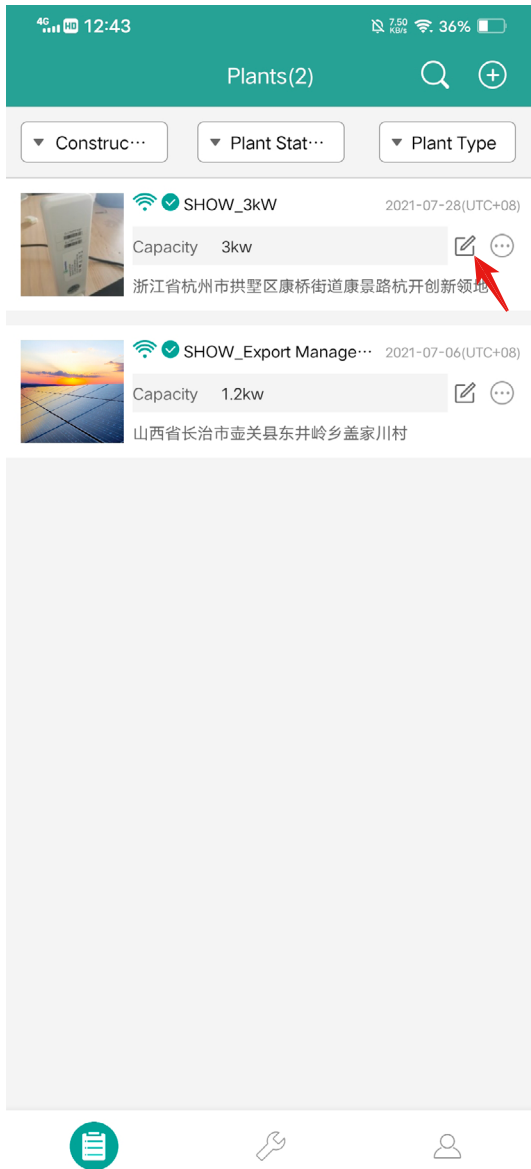 4G HD 12:43 7.50 KB/s 36%
Plants(2)
Construc··· Plant Stat··· Plant Type
SHOW_3kW 2021-07-28(UTC+08)
Capacity 3kw
浙江省杭州市拱墅区康桥街道康景路杭开创新领地
SHOW_Export Manage··· 2021-07-06(UTC+08)
Capacity 1.2kw
山西省长治市壶关县东井岭乡盖家川村